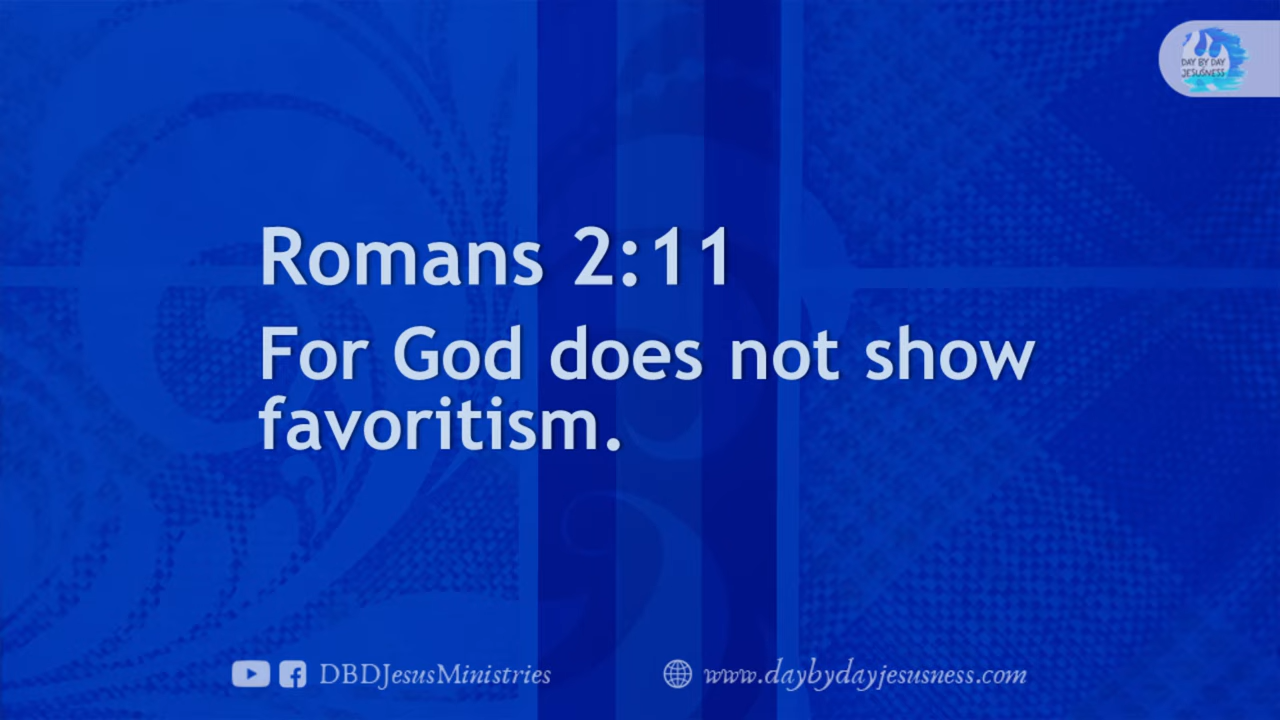 DAY BY DAY
JESUSNESS
Romans 2:11
For God does not show
favoritism.
DBDJesusMinistries
www.daybydayjesusness.com